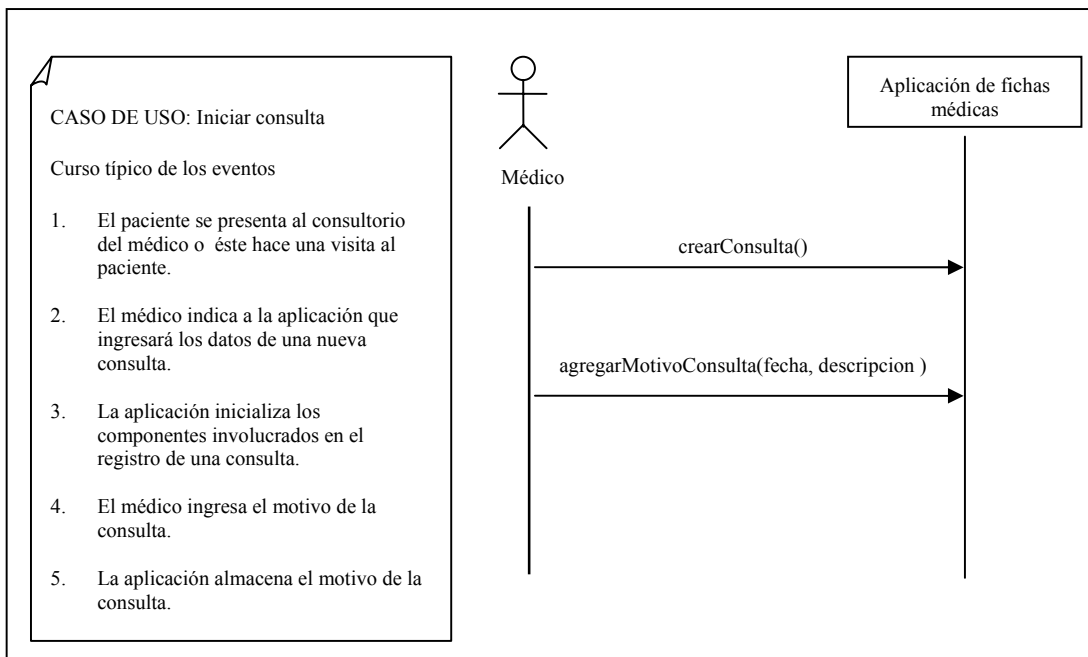 CASO DE USO: Iniciar consulta
Curso típico de los eventos
1. El paciente se presenta al consultorio
del médico o éste hace una visita al
paciente.
2. El médico indica a la aplicación que
ingresará los datos de una nueva
consulta.
3. La aplicación inicializa los
componentes involucrados en el
registro de una consulta.
4. El médico ingresa el motivo de la
consulta.
5. La aplicación almacena el motivo de la
consulta.
Médico
Aplicación de fichas
médicas
crearConsulta()
agregarMotivoConsulta(fecha, descripcion )